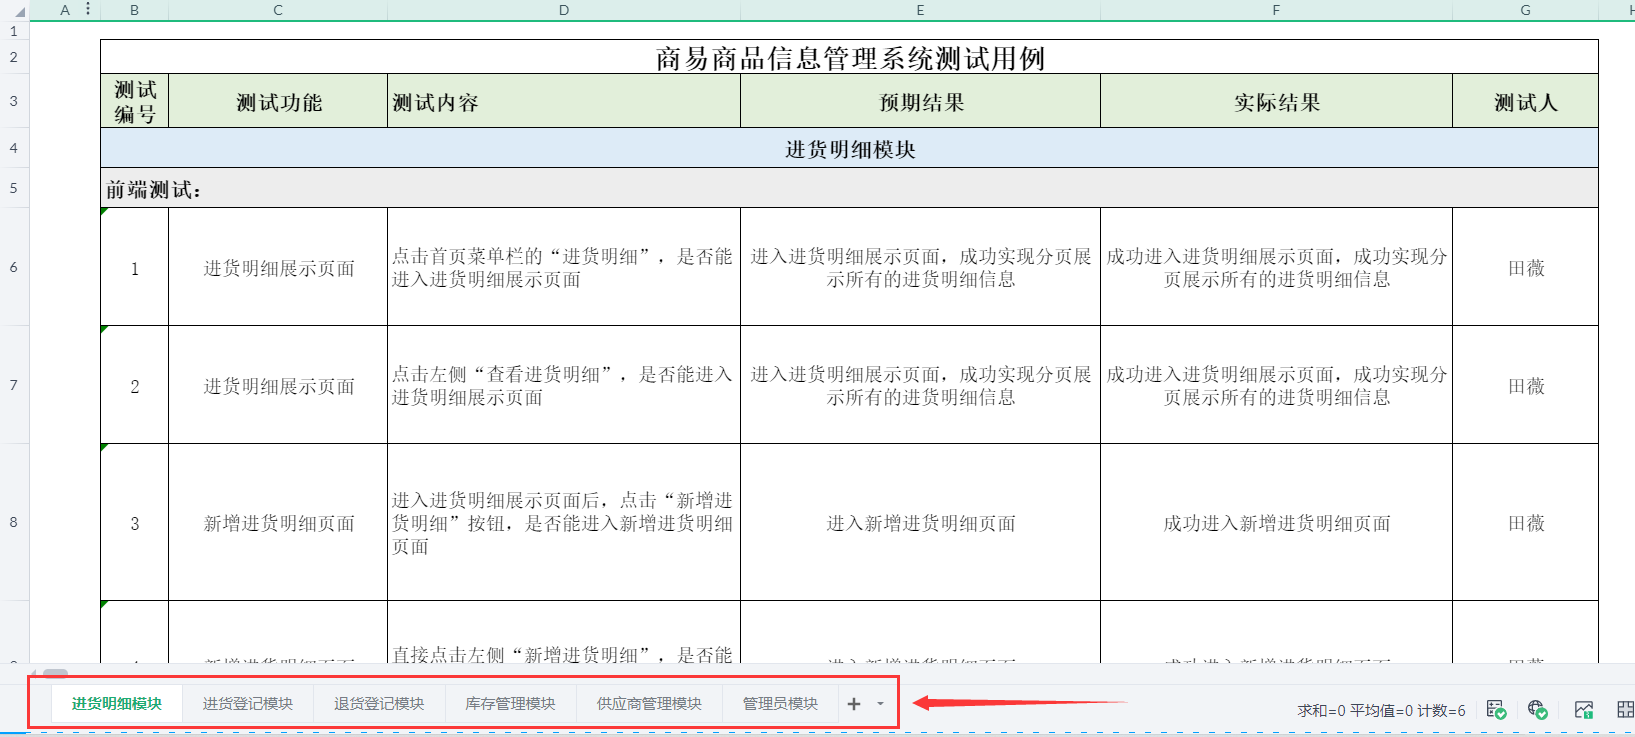 A B C D E F G
1
2 商易商品信息管理系统测试用例
3 测试编号 测试功能 测试内容 预期结果 实际结果 测试人
4 进货明细模块
5 前端测试：
6 1 进货明细展示页面 点击首页菜单栏的“进货明细”，是否能进入进货明细展示页面 进入进货明细展示页面，成功实现分页展示所有的进货明细信息 成功进入进货明细展示页面，成功实现分页展示所有的进货明细信息 田薇
7 2 进货明细展示页面 点击左侧“查看进货明细”，是否能进入进货明细展示页面 进入进货明细展示页面，成功实现分页展示所有的进货明细信息 成功进入进货明细展示页面，成功实现分页展示所有的进货明细信息 田薇
8 3 新增进货明细页面 进入进货明细展示页面后，点击“新增进货明细”按钮，是否能进入新增进货明细页面 进入新增进货明细页面 成功进入新增进货明细页面 田薇
直接点击左侧“新增进货明细”，是否能
进货明细模块 进货登记模块 退货登记模块 库存管理模块 供应商管理模块 管理员模块
求和=0 平均值=0 计数=6